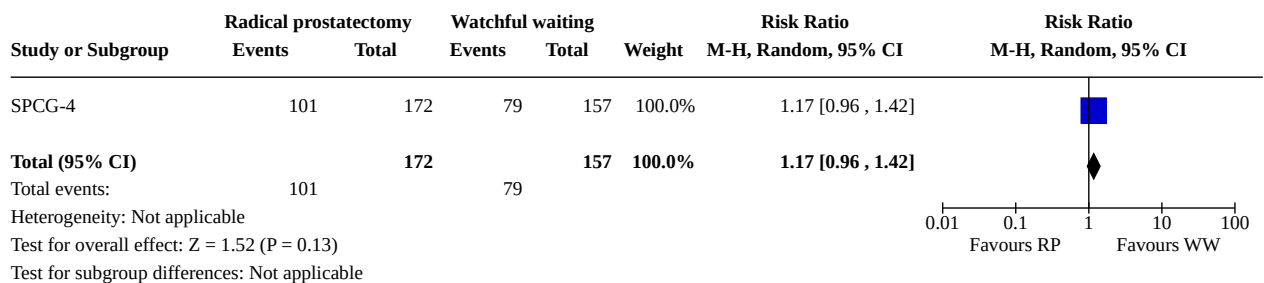 Radical prostatectomy Watchful waiting Risk Ratio Risk Ratio
Study or Subgroup Events Total Events Total Weight M-H, Random, 95% CI M-H, Random, 95% CI
SPCG-4 101 172 79 157 100.0% 1.17 [0.96 , 1.42]
Total (95% CI) 172 157 100.0% 1.17 [0.96 , 1.42]
Total events: 101 79
Heterogeneity: Not applicable 0.01 0.1 1 10 100
Test for overall effect: Z = 1.52 (P = 0.13) Favours RP Favours WW
Test for subgroup differences: Not applicable